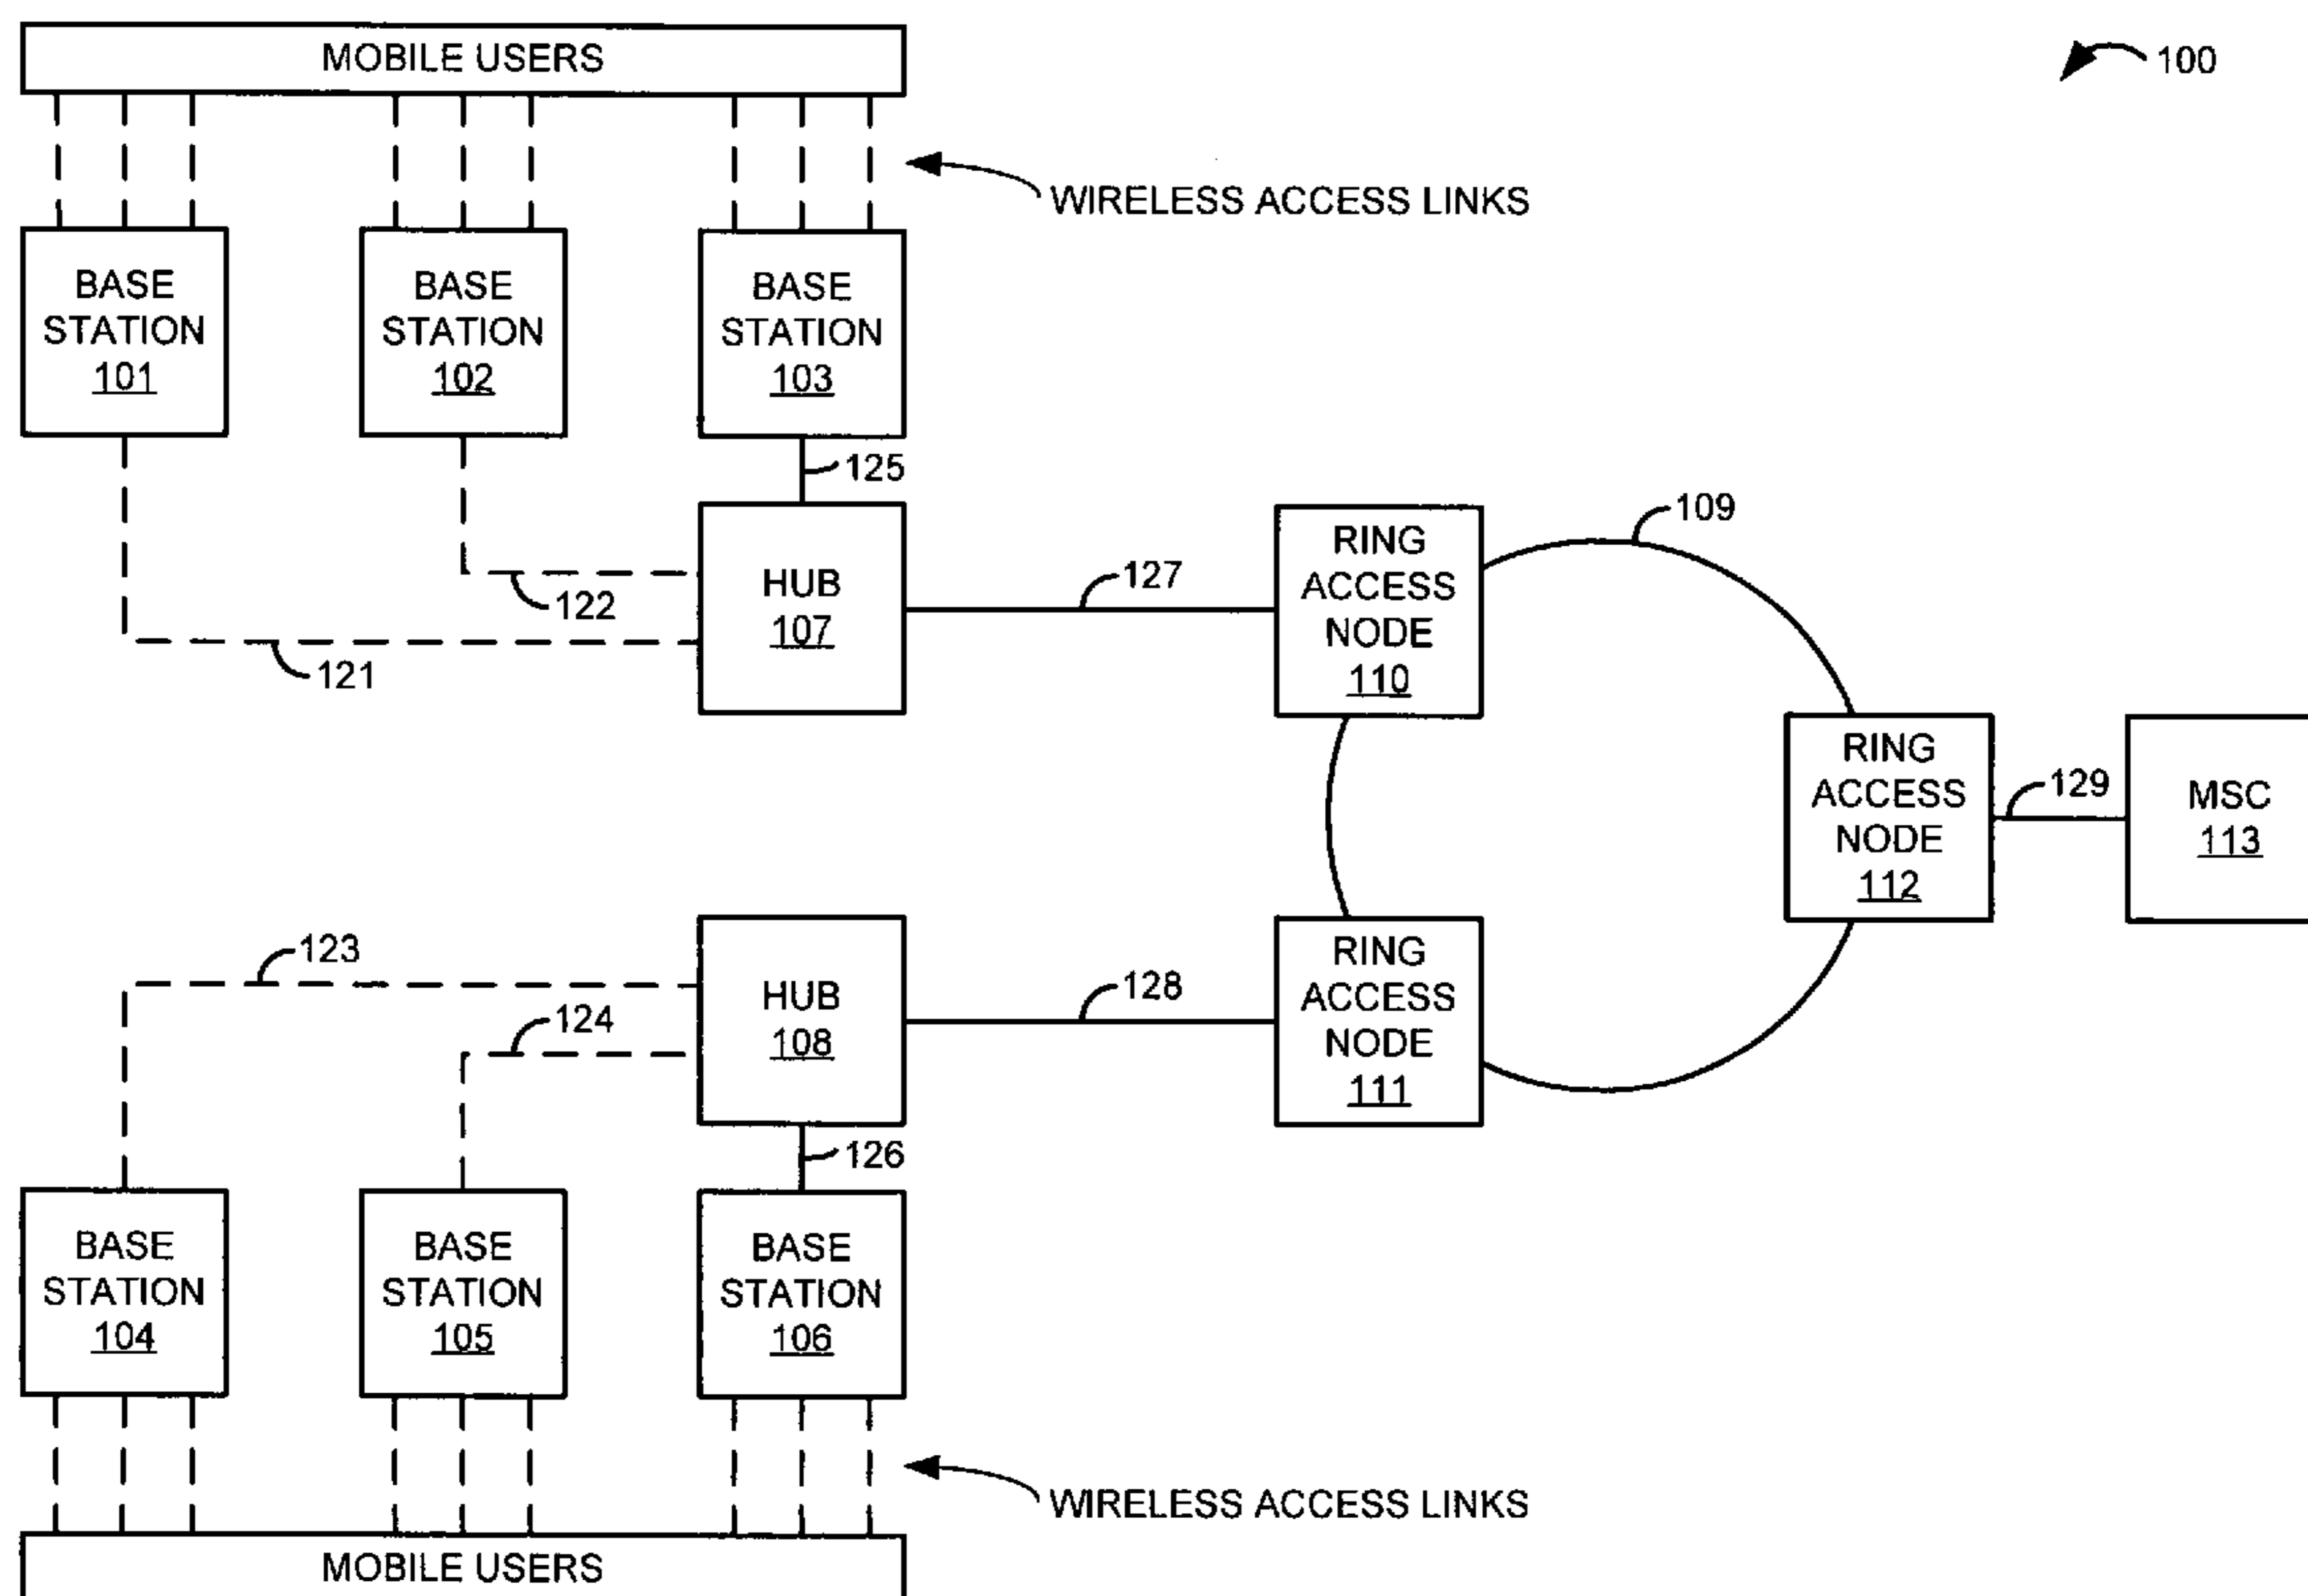 MOBILE USERS
100
WIRELESS ACCESS LINKS
BASE
STATION
101
BASE
STATION
102
BASE
STATION
103
125
109
HUB
107
127
122
121
RING
ACCESS
NODE
110
RING
ACCESS
NODE
112
129
MSC
113
123
124
HUB
108
128
RING
ACCESS
NODE
111
126
BASE
STATION
104
BASE
STATION
105
BASE
STATION
106
WIRELESS ACCESS LINKS
MOBILE USERS